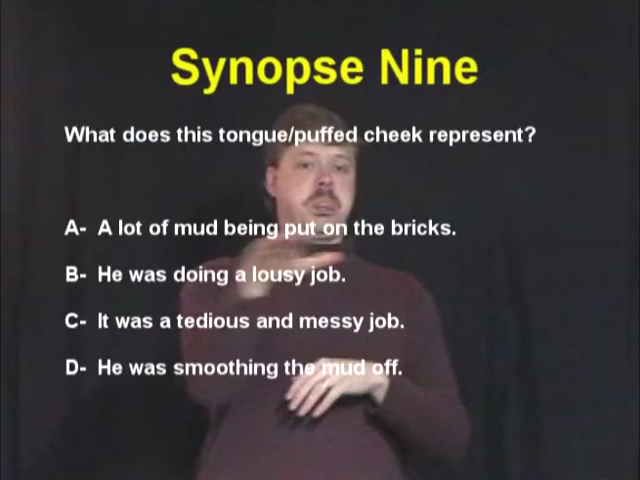 Synopse Nine
What does this tongue/puffed cheek represent?
A- A lot of mud being put on the bricks.
B- He was doing a lousy job.
C- It was a tedious and messy job.
D- He was smoothing the mud off.